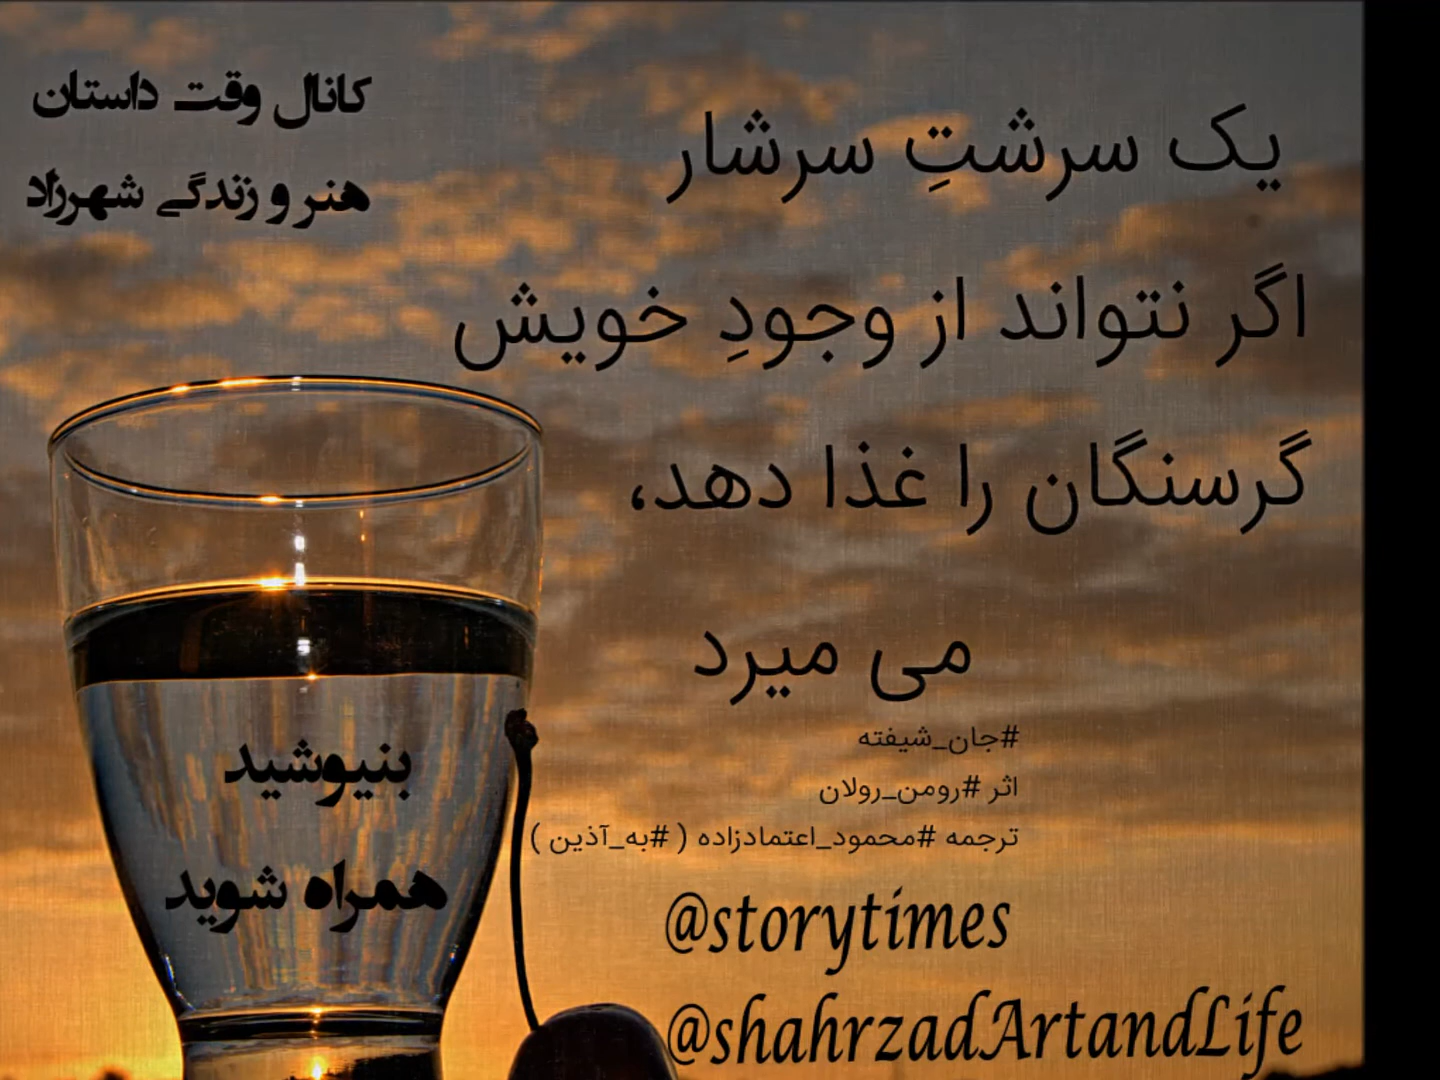 کانال وقت داستان
هنر و زندگی شهرزاد
یک سرشتِ سرشار
اگر نتواند از وجودِ خویش
گرسنگان را غذا دهد،
می میرد
#جان_شیفته
اثر #رومن_رولان
ترجمه #محمود_اعتمادزاده ( #به_آذین )
بنیوشید
همراه شوید
@storytimes
@shahrzadArtandLife